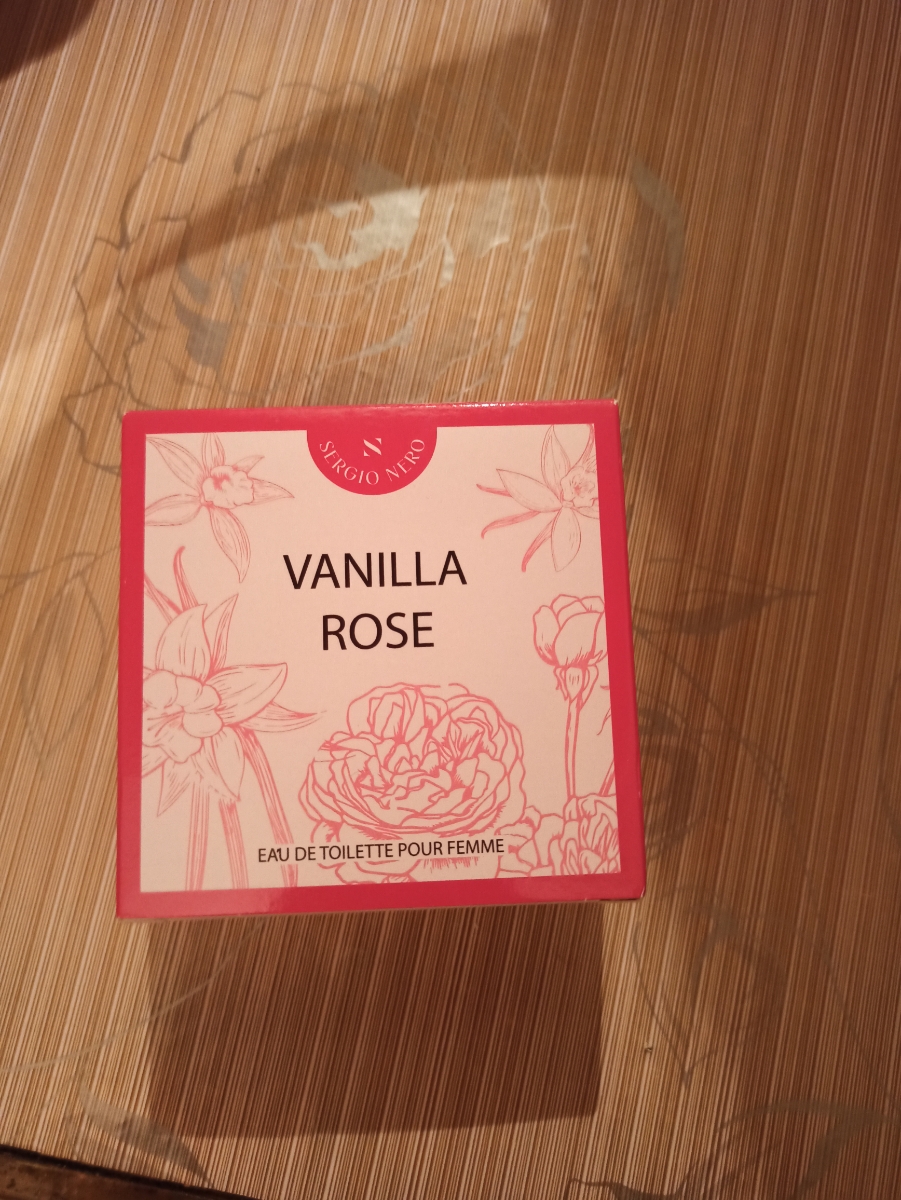 SERGIO NERO
VANILLA
ROSE
EAU DE TOILETTE POUR FEMME